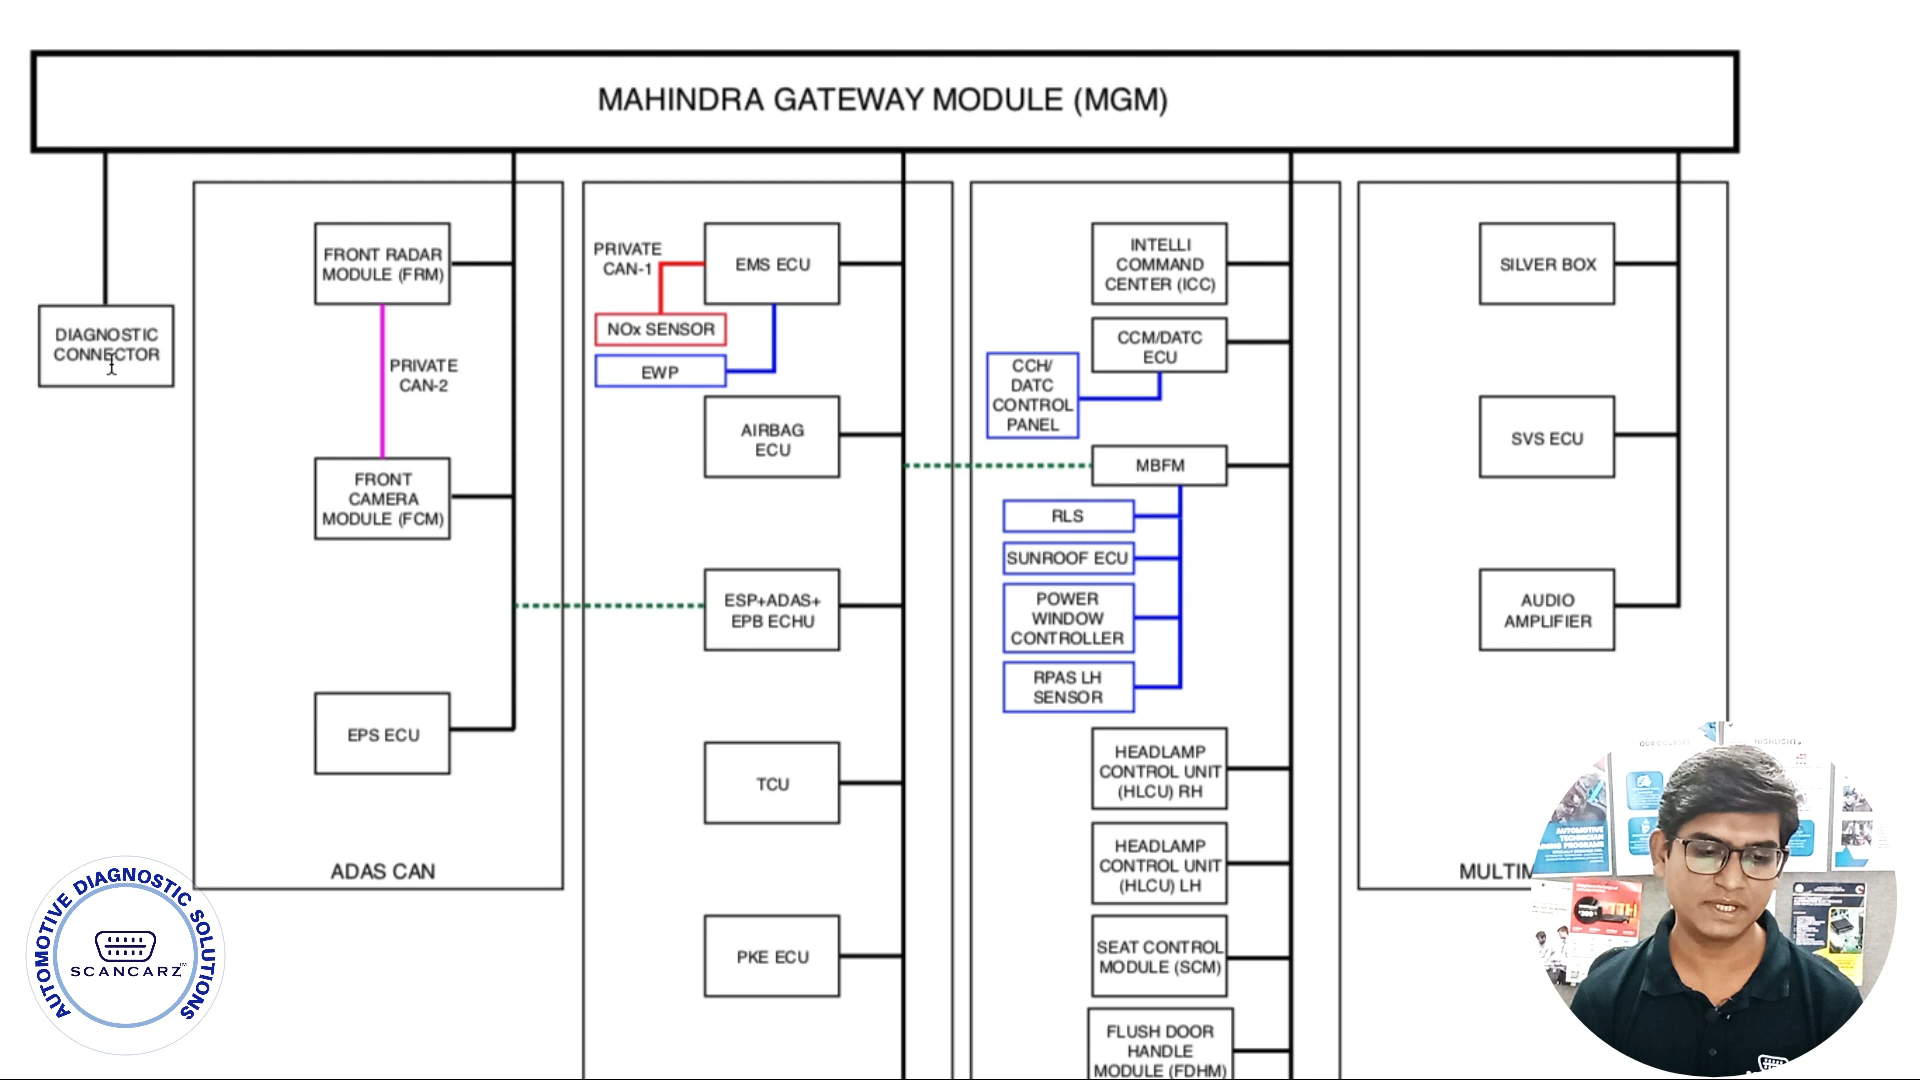 MAHINDRA GATEWAY MODULE (MGM)
DIAGNOSTIC
CONNECTOR
FRONT RADAR
MODULE (FRM)
PRIVATE
CAN-2
FRONT
CAMERA
MODULE (FCM)
EPS ECU
ADAS CAN
PRIVATE
CAN-1
EMS ECU
NOx SENSOR
EWP
AIRBAG
ECU
ESP+ADAS+
EPB ECHU
TCU
PKE ECU
INTELLI
COMMAND
CENTER (ICC)
CCM/DATC
ECU
CCH/
DATC
CONTROL
PANEL
MBFM
RLS
SUNROOF ECU
POWER
WINDOW
CONTROLLER
RPAS LH
SENSOR
HEADLAMP
CONTROL UNIT
(HLCU) RH
HEADLAMP
CONTROL UNIT
(HLCU) LH
SEAT CONTROL
MODULE (SCM)
FLUSH DOOR
HANDLE
MODULE (FDHM)
SILVER BOX
SVS ECU
AUDIO
AMPLIFIER
MULTIM
AUTOMOTIVE DIAGNOSTIC SOLUTIONS
SCANCARZ™
AUTOMOTIVE
TECHNICIAN